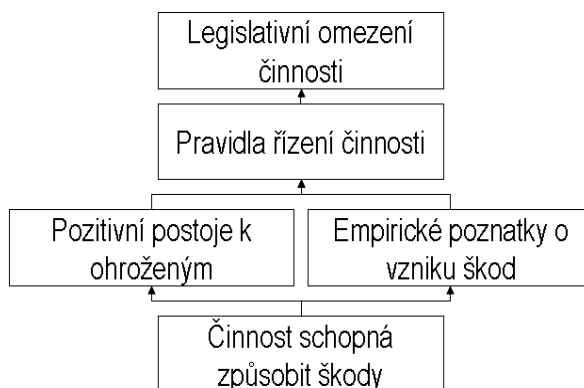 Legislativní omezení
činnosti
Pravidla řízení činnosti
Pozitivní postoje k
ohroženým
Empirické poznatky o
vzniku škod
Činnost schopná
způsobit škody